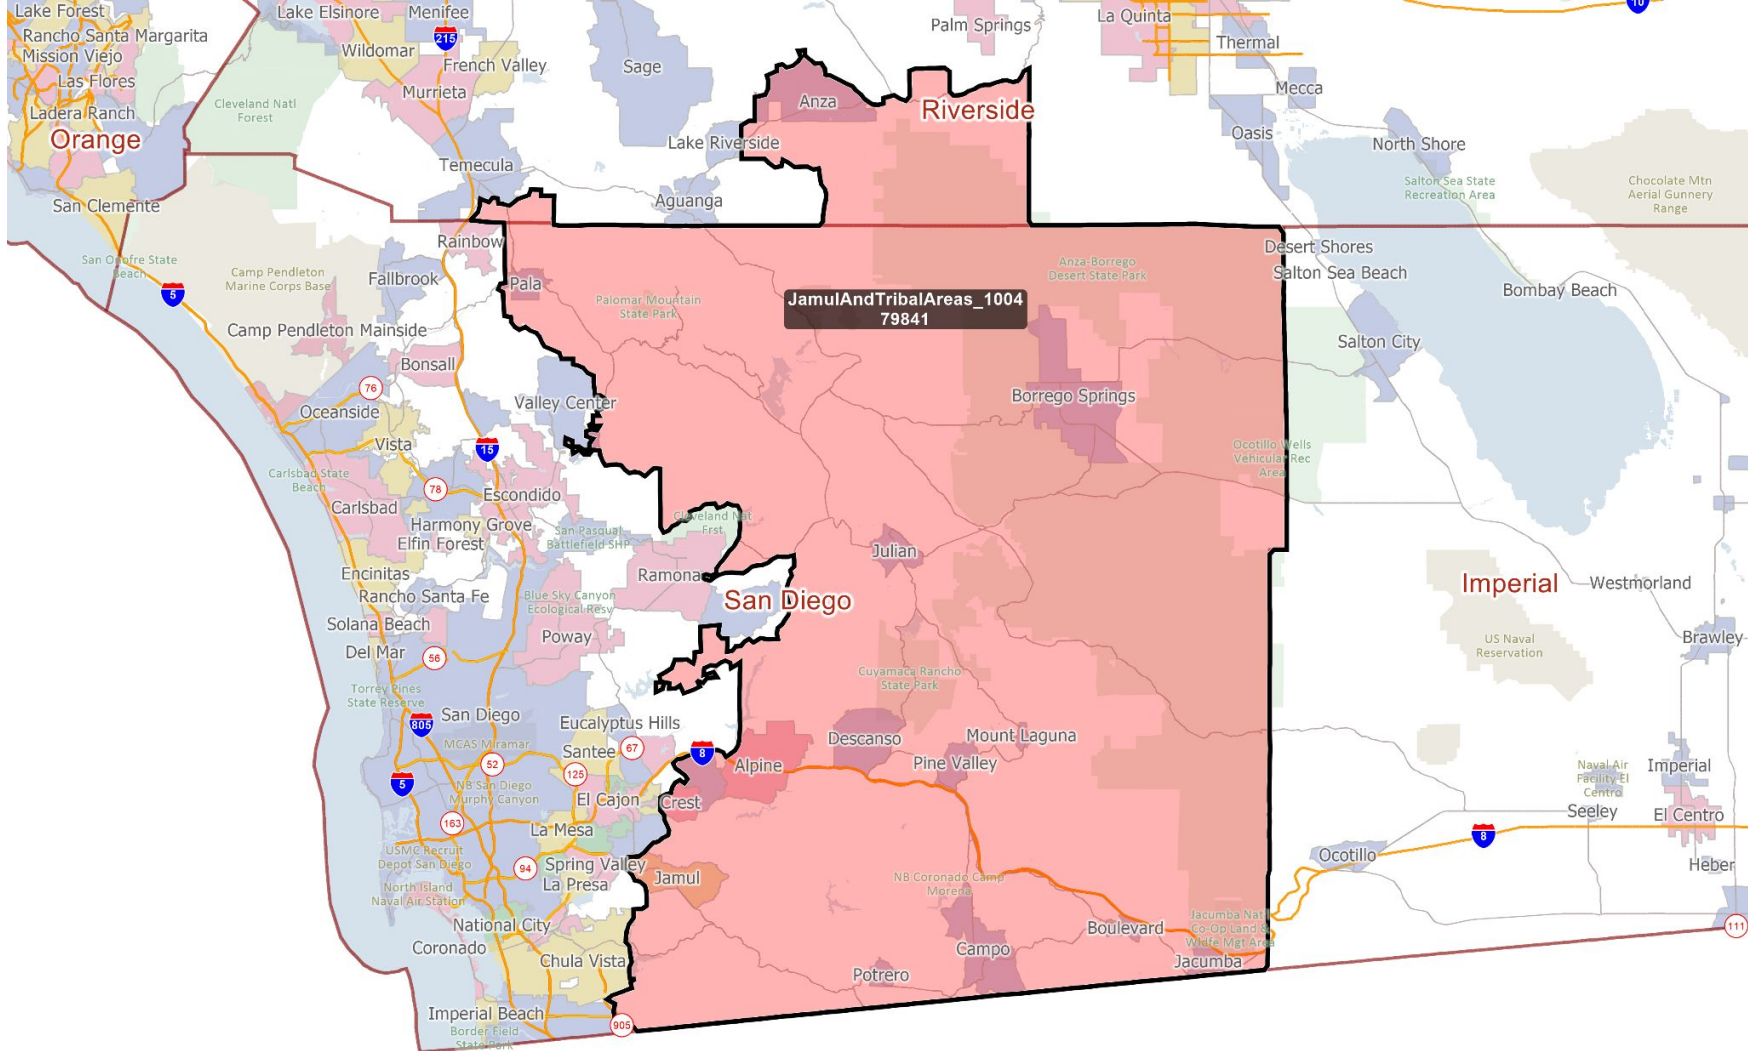 Lake Forest
Lake Elsinore
Menifee
Palm Springs
La Quinta
10
Rancho Santa Margarita
Mission Viejo
Wildomar
215
French Valley
Sage
Thermal
Las Flores
Murrieta
Mecca
Ladera Ranch
Cleveland Natl
Forest
Anza
Riverside
Orange
Lake Riverside
Oasis
North Shore
Temecula
Salton Sea State
Recreation Area
Chocolate Mtn
Aerial Gunnery
Range
San Clemente
Aguanga
Rainbow
Desert Shores
San Onofre State
Beach
Camp Pendleton
Marine Corps Base
Fallbrook
Pala
Anza-Borrego
Desert State Park
Salton Sea Beach
Bombay Beach
5
Palomar Mountain
State Park
JamulAndTribalAreas_1004
79841
Camp Pendleton Mainside
Salton City
Bonsall
76
Valley Center
Borrego Springs
Oceanside
Vista
15
Ocotillo Wells
Vehicular Rec
Area
Carlsbad State
Beach
78
Escondido
Carlsbad
Harmony Grove
Elfin Forest
San Pasqual
Battlefield SHP
Cleveland Nat
Frst
Julian
Encinitas
Ramona
Rancho Santa Fe
Blue Sky Canyon
Ecological Resv
San Diego
Imperial
Westmorland
Solana Beach
Poway
US Naval
Reservation
Brawley
Del Mar
56
Cuyamaca Rancho
State Park
Torrey Pines
State Reserve
805
San Diego
Eucalyptus Hills
MCAS Miramar
Santee
67
8
Descanso
Mount Laguna
52
125
Alpine
Pine Valley
Naval Air
Facility El
Centro
Imperial
5
NB San Diego
Murphy Canyon
El Cajon
Crest
Seeley
El Centro
163
La Mesa
8
USMC Recruit
Depot San Diego
94
Spring Valley
La Presa
Jamul
NB Coronado Camp
Morena
Ocotillo
Heber
North Island
Naval Air Station
National City
Coronado
Boulevard
Jacumba Natl
Co-Op Land &
Wldfe Mgt Area
111
Chula Vista
Campo
Potrero
Jacumba
Imperial Beach
905
Border Field
State Park